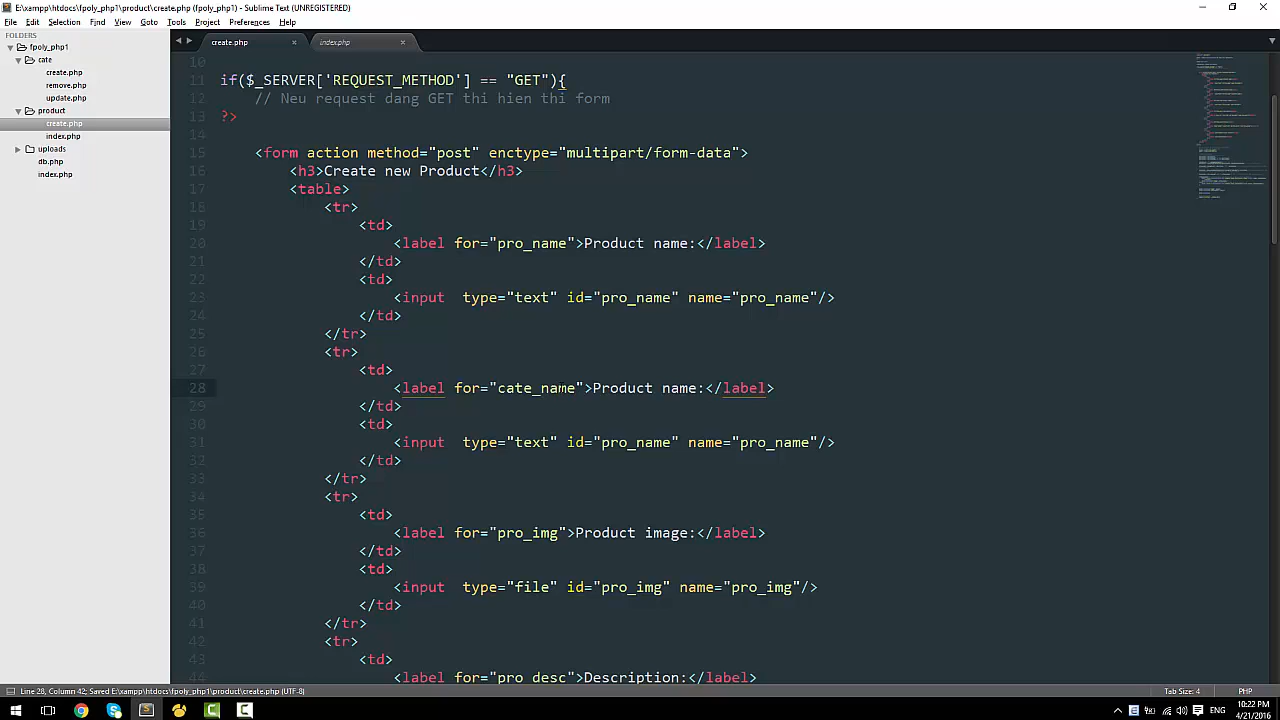 E:\xampp\htdocs\fpoly_php1\product\create.php (fpoly_php1) - Sublime Text (UNREGISTERED)
File Edit Selection Find View Goto Tools Project Preferences Help
FOLDERS
fpoly_php1
cate
create.php
remove.php
update.php
product
create.php
index.php
uploads
db.php
index.php
create.php × index.php ×
10
11 if($_SERVER['REQUEST_METHOD'] == "GET"){
12 // Neu request dang GET thi hien thi form
13 ?>
14
15 <form action method="post" enctype="multipart/form-data">
16 <h3>Create new Product</h3>
17 <table>
18 <tr>
19 <td>
20 <label for="pro_name">Product name:</label>
21 </td>
22 <td>
23 <input type="text" id="pro_name" name="pro_name"/>
24 </td>
25 </tr>
26 <tr>
27 <td>
28 <label for="cate_name">Product name:</label>
29 </td>
30 <td>
31 <input type="text" id="pro_name" name="pro_name"/>
32 </td>
33 </tr>
34 <tr>
35 <td>
36 <label for="pro_img">Product image:</label>
37 </td>
38 <td>
39 <input type="file" id="pro_img" name="pro_img"/>
40 </td>
41 </tr>
42 <tr>
43 <td>
44 <label for="pro_desc">Description:</label>
Line 28, Column 42; Saved E:\xampp\htdocs\fpoly_php1\product\create.php (UTF-8) Tab Size: 4 PHP
ENG
10:22 PM
4/21/2016